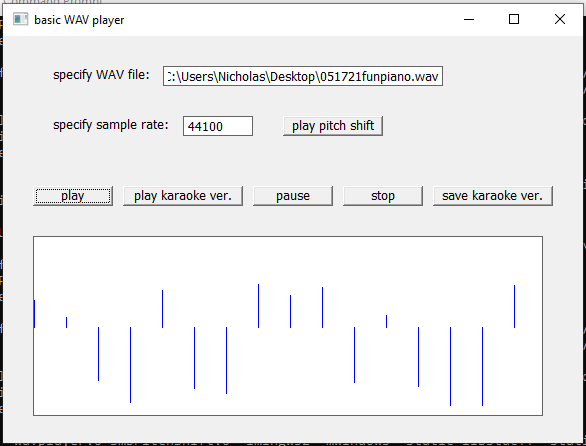 basic WAV player
specify WAV file: C:\Users\Nicholas\Desktop\051721funpiano.wav
specify sample rate: 44100 play pitch shift
play play karaoke ver. pause stop save karaoke ver.